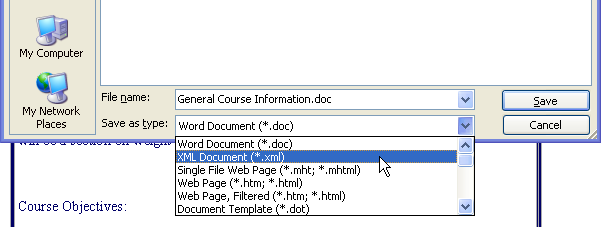 My Computer
My Network
Places
File name:
General Course Information.doc
Save
Save as type:
Word Document (*.doc)
Cancel
Word Document (*.doc)
XML Document (*.xml)
Single File Web Page (*.mht; *.mhtml)
Web Page (*.htm; *.html)
Web Page, Filtered (*.htm; *.html)
Document Template (*.dot)
Course Objectives: